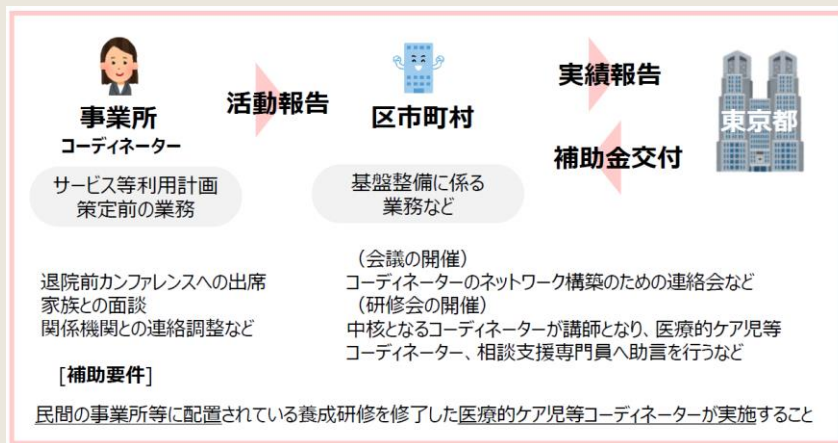 事業所
コーディネーター
活動報告
区市町村
実績報告
補助金交付
東京都
サービス等利用計画
策定前の業務
基盤整備に係る
業務など
退院前カンファレンスへの出席
家族との面談
関係機関との連絡調整など
（会議の開催）
コーディネーターのネットワーク構築のための連絡会など
（研修会の開催）
中核となるコーディネーターが講師となり、医療的ケア児等
コーディネーター、相談支援専門員へ助言を行うなど
[補助要件]
民間の事業所等に配置されている養成研修を修了した医療的ケア児等コーディネーターが実施すること